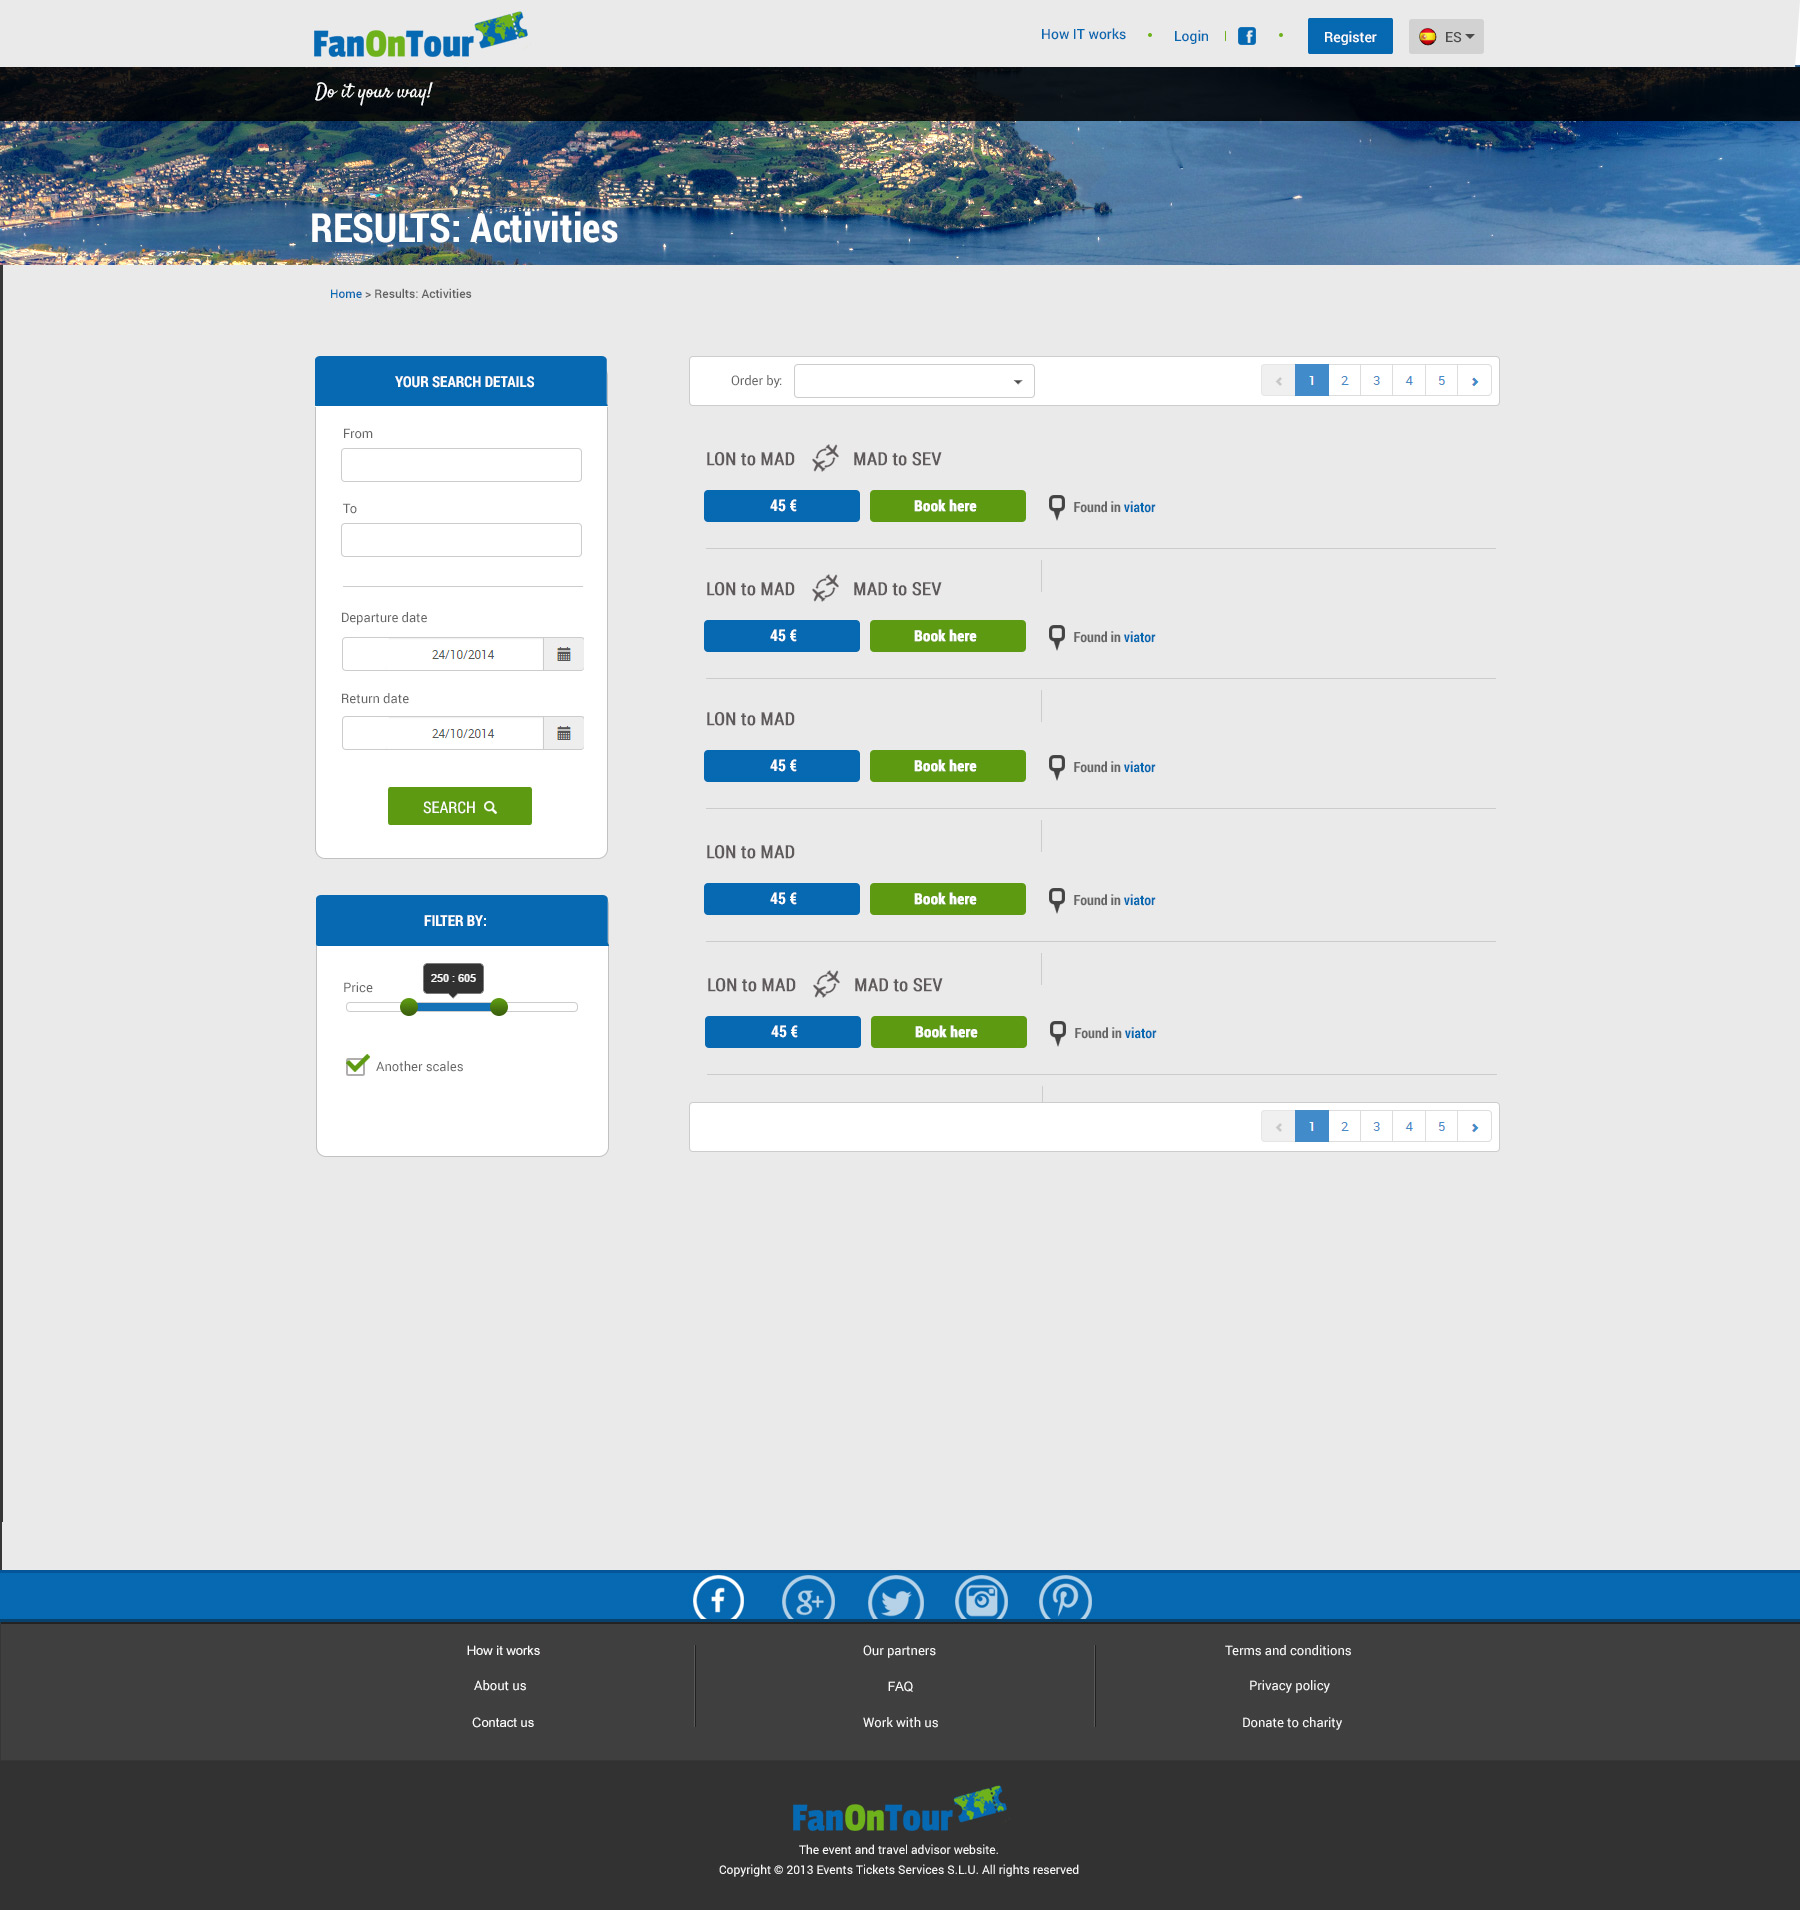 FanOnTour
How IT works
Login
Register
ES
Do it your way!
RESULTS: Activities
Home > Results: Activities
YOUR SEARCH DETAILS
From
To
Departure date
24/10/2014
Return date
24/10/2014
SEARCH
FILTER BY:
250 : 605
Price
Another scales
Order by:
1 2 3 4 5
LON to MAD MAD to SEV
45 € Book here Found in viator
LON to MAD MAD to SEV
45 € Book here Found in viator
LON to MAD
45 € Book here Found in viator
LON to MAD
45 € Book here Found in viator
LON to MAD MAD to SEV
45 € Book here Found in viator
1 2 3 4 5
How it works
About us
Contact us
Our partners
FAQ
Work with us
Terms and conditions
Privacy policy
Donate to charity
FanOnTour
The event and travel advisor website.
Copyright © 2013 Events Tickets Services S.L.U. All rights reserved